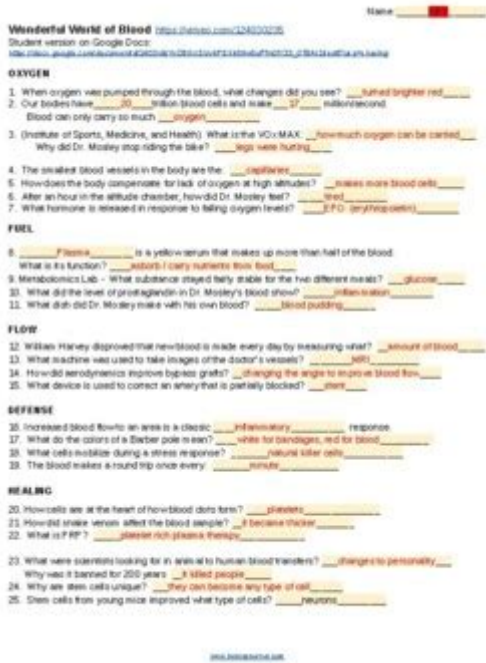 Name: KEY
Wonderful World of Blood https://vimeo.com/124030235
Student version on Google Docs:
OXYGEN
1. When oxygen was pumped through the blood, what changes did you see? turned brighter red
2. Our bodies have 20 trillion blood cells and make 17 million/second.
Blood can only carry so much oxygen
3. (Institute of Sports, Medicine, and Health) What is the VO2 MAX how much oxygen can be carried
Why did Dr. Mosley stop riding the bike? legs were hurting
4. The smallest blood vessels in the body are the: capillaries
5. How does the body compensate for lack of oxygen at high altitudes? makes more blood cells
6. After an hour in the altitude chamber, how did Dr. Mosley feel? tired
7. What hormone is released in response to falling oxygen levels? EPO (erythropoietin)
FUEL
8. Plasma is a yellow serum that makes up more than half of the blood.
What is its function? absorb / carry nutrients from food
9. Metabolomics Lab - What substance stayed fairly stable for the two different meals? glucose
10. What did the level of prostaglandin in Dr. Mosley's blood show? inflammation
11. What dish did Dr. Mosley make with his own blood? blood pudding
FLOW
12. William Harvey disproved that new blood is made every day by measuring what? amount of blood
13. What machine was used to take images of the doctor's vessels? MRI
14. How did aerodynamics improve bypass grafts? changing the angle to improve blood flow
15. What device is used to correct an artery that is partially blocked? stent
DEFENSE
16. Increased blood flow to an area is a classic inflammatory response.
17. What do the colors of a Barber pole mean? white for bandages, red for blood
18. What cells mobilize during a stress response? natural killer cells
19. The blood makes a round trip once every: minute
HEALING
20. How cells are at the heart of how blood clots form? platelets
21. How did snake venom affect the blood sample? it became thicker
22. What is PRP? platelet rich plasma therapy
23. What were scientists looking for in animal to human blood transfers? changes to personality
Why was it banned for 200 years it killed people
24. Why are stem cells unique? they can become any type of cell
25. Stem cells from young mice improved what type of cells? neurons